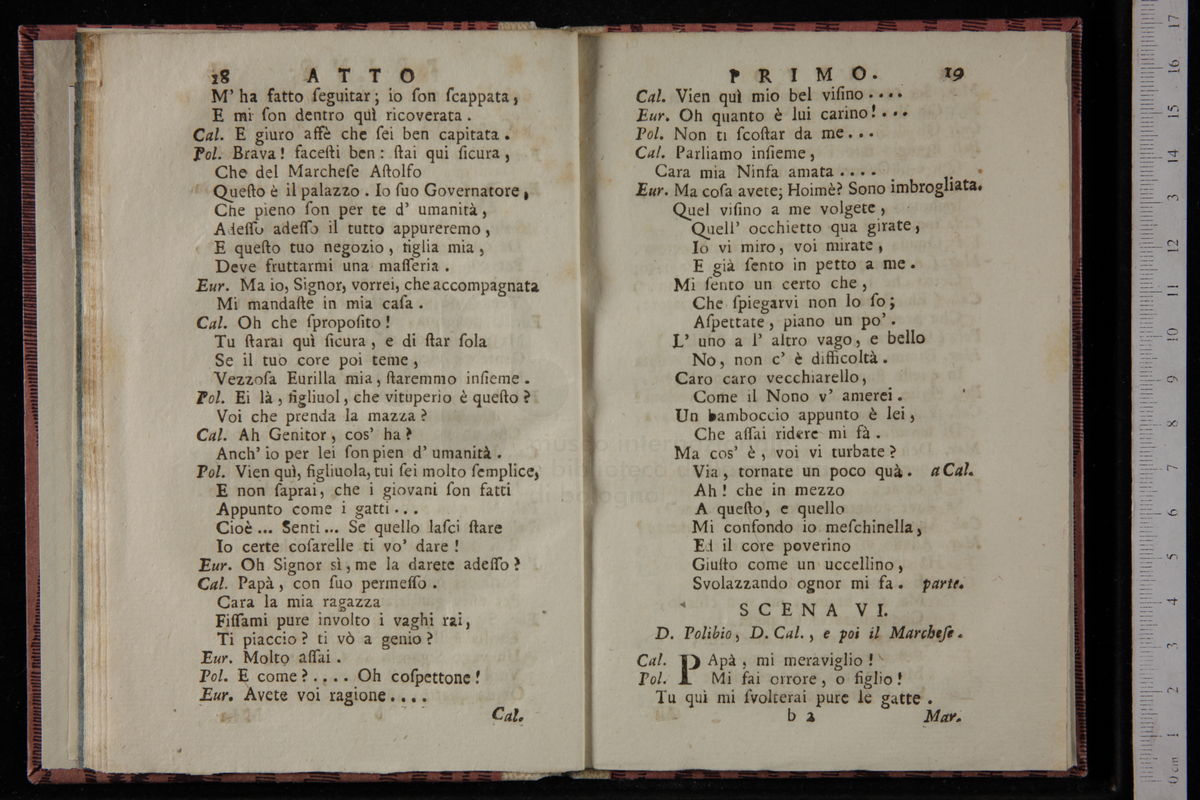 28 ATTO
M' ha fatto ſeguitar; io ſon ſcappata,
E mi ſon dentro quì ricoverata.
Cal. E giuro affè che ſei ben capitata.
Pol. Brava! faceſti ben: ſtai qui ſicura,
Che del Marcheſe Aſtolfo
Queſto è il palazzo. Io ſuo Governatore,
Che pieno ſon per te d' umanità,
Adeſſo adeſſo il tutto appureremo,
E queſto tuo negozio, figlia mia,
Deve fruttarmi una maſſeria.
Eur. Ma io, Signor, vorrei, che accompagnata
Mi mandaſte in mia caſa.
Cal. Oh che ſpropoſito!
Tu ſtarai quì ſicura, e di ſtar ſola
Se il tuo core poi teme,
Vezzoſa Eurilla mia, ſtaremmo inſieme.
Pol. Ei là, figliuol, che vituperio è queſto?
Voi che prenda la mazza?
Cal. Ah Genitor, cos' ha?
Anch' io per lei ſon pien d' umanità.
Pol. Vien quì, figliuola, tui ſei molto ſemplice,
E non ſaprai, che i giovani ſon fatti
Appunto come i gatti...
Cioè... Senti... Se quello laſci ſtare
Io certe coſarelle ti vo' dare!
Eur. Oh Signor sì, me la darete adeſſo?
Cal. Papà, con ſuo permeſſo.
Cara la mia ragazza
Fiſſami pure involto i vaghi rai,
Ti piaccio? ti vò a genio?
Eur. Molto aſſai.
Pol. E come?.... Oh coſpettone!
Eur. Avete voi ragione....
Cal.
PRIMO. 19
Cal. Vien quì mio bel viſino....
Eur. Oh quanto è lui carino!...
Pol. Non ti ſcoſtar da me...
Cal. Parliamo inſieme,
Cara mia Ninfa amata....
Eur. Ma coſa avete; Hoimè? Sono imbrogliata.
Quel viſino a me volgete,
Quell' occhietto qua girate,
Io vi miro, voi mirate,
E già ſento in petto a me.
Mi ſento un certo che,
Che ſpiegarvi non lo ſo;
Aſpettate, piano un po'.
L' uno a l' altro vago, e bello
No, non c' è difficoltà.
Caro caro vecchiarello,
Come il Nono v' amerei.
Un bamboccio appunto è lei,
Che aſſai ridere mi fà.
Ma cos' è, voi vi turbate?
Via, tornate un poco quà. a Cal.
Ah! che in mezzo
A queſto, e quello
Mi confondo io meſchinella,
Ed il core poverino
Giuſto come un uccellino,
Svolazzando ognor mi fa. parte.
SCENA VI.
D. Polibio, D. Cal., e poi il Marcheſe.
Cal. PApà, mi meraviglio!
Pol. Mi fai orrore, o figlio!
Tu quì mi ſvolterai pure le gatte.
b 2 Mar.